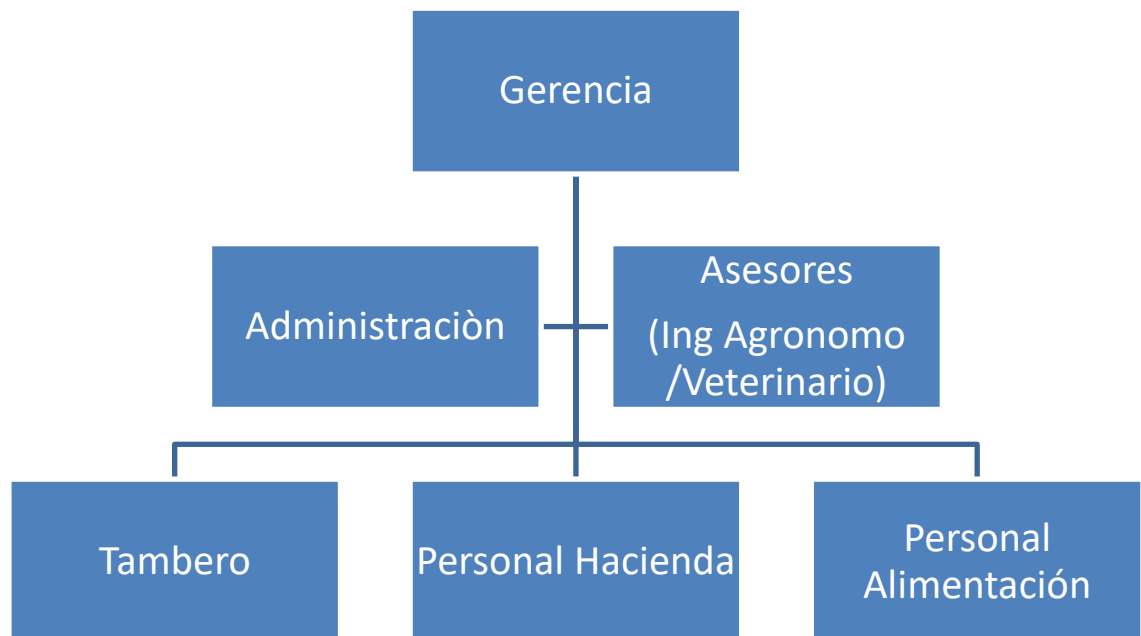 Gerencia
Administraciòn
Asesores
(Ing Agronomo
/Veterinario)
Tambero
Personal Hacienda
Personal
Alimentación